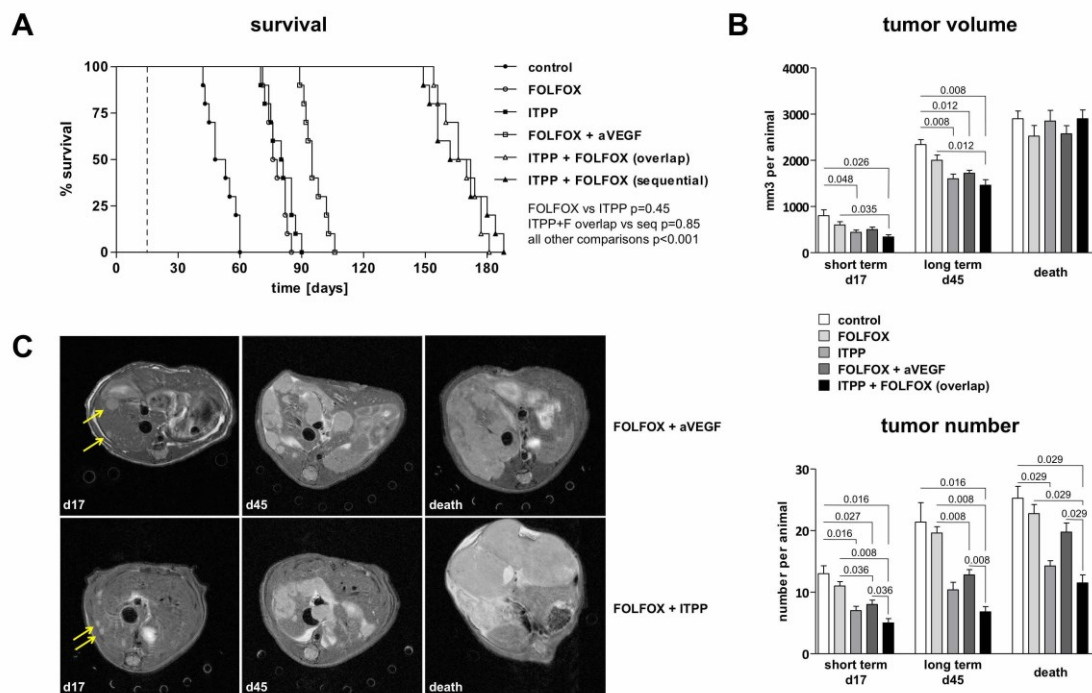 A
survival
% survival
100
75
50
25
0
0 30 60 90 120 150 180
time [days]
control
FOLFOX
ITPP
FOLFOX + aVEGF
ITPP + FOLFOX (overlap)
ITPP + FOLFOX (sequential)
FOLFOX vs ITPP p=0.45
ITPP+F overlap vs seq p=0.85
all other comparisons p<0.001
B
tumor volume
mm3 per animal
4000
3000
2000
1000
0
0.026
0.048
0.035
0.008
0.012
0.008
0.012
short term
d17
long term
d45
death
control
FOLFOX
ITPP
FOLFOX + aVEGF
ITPP + FOLFOX (overlap)
tumor number
number per animal
30
20
10
0
0.016
0.027
0.016
0.008
0.036
0.036
0.016
0.008
0.008
0.008
0.029
0.029
0.029
0.029
short term
d17
long term
d45
death
C
d17
d45
death
FOLFOX + aVEGF
d17
d45
death
FOLFOX + ITPP